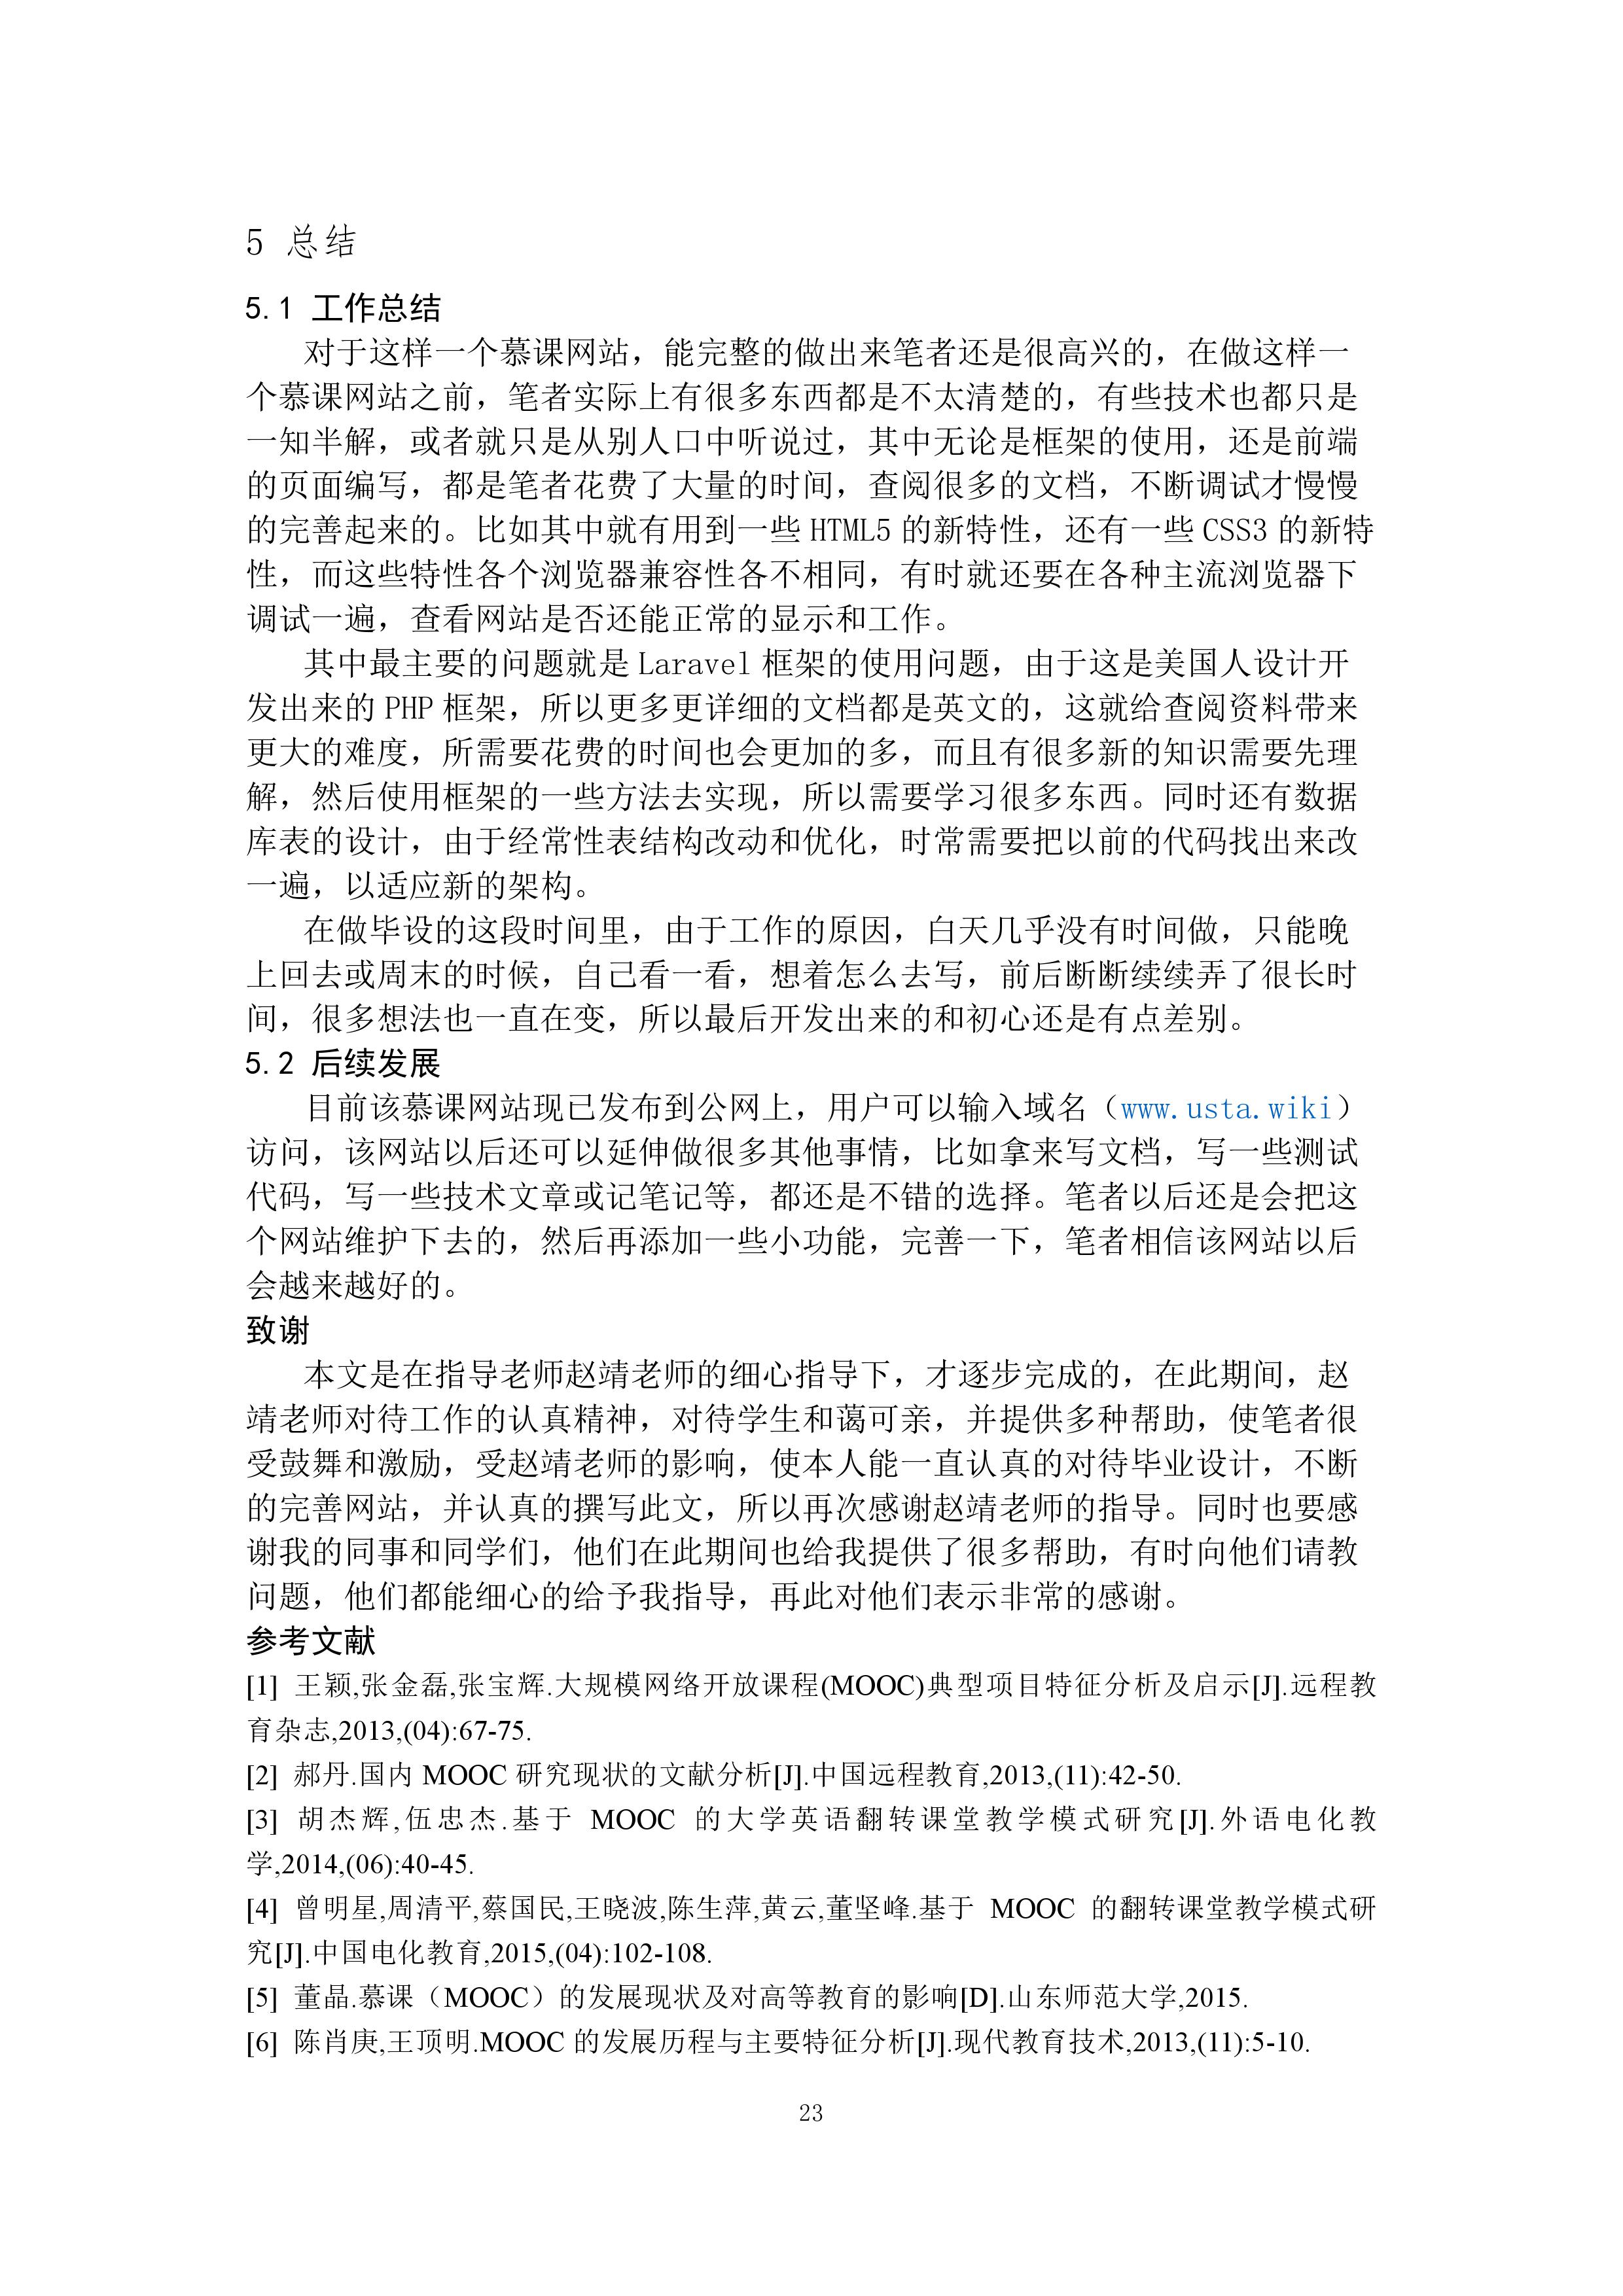 5 总结
5.1 工作总结
对于这样一个慕课网站，能完整的做出来笔者还是很高兴的，在做这样一
个慕课网站之前，笔者实际上有很多东西都是不太清楚的，有些技术也都只是
一知半解，或者就只是从别人口中听说过，其中无论是框架的使用，还是前端
的页面编写，都是笔者花费了大量的时间，查阅很多的文档，不断调试才慢慢
的完善起来的。比如其中就有用到一些 HTML5 的新特性，还有一些 CSS3 的新特
性，而这些特性各个浏览器兼容性各不相同，有时就还要在各种主流浏览器下
调试一遍，查看网站是否还能正常的显示和工作。
其中最主要的问题就是 Laravel 框架的使用问题，由于这是美国人设计开
发出来的 PHP 框架，所以更多更详细的文档都是英文的，这就给查阅资料带来
更大的难度，所需要花费的时间也会更加的多，而且有很多新的知识需要先理
解，然后使用框架的一些方法去实现，所以需要学习很多东西。同时还有数据
库表的设计，由于经常性表结构改动和优化，时常需要把以前的代码找出来改
一遍，以适应新的架构。
在做毕设的这段时间里，由于工作的原因，白天几乎没有时间做，只能晚
上回去或周末的时候，自己看一看，想着怎么去写，前后断断续续弄了很长时
间，很多想法也一直在变，所以最后开发出来的和初心还是有点差别。
5.2 后续发展
目前该慕课网站现已发布到公网上，用户可以输入域名（www.usta.wiki）
访问，该网站以后还可以延伸做很多其他事情，比如拿来写文档，写一些测试
代码，写一些技术文章或记笔记等，都还是不错的选择。笔者以后还是会把这
个网站维护下去的，然后再添加一些小功能，完善一下，笔者相信该网站以后
会越来越好的。
致谢
本文是在指导老师赵靖老师的细心指导下，才逐步完成的，在此期间，赵
靖老师对待工作的认真精神，对待学生和蔼可亲，并提供多种帮助，使笔者很
受鼓舞和激励，受赵靖老师的影响，使本人能一直认真的对待毕业设计，不断
的完善网站，并认真的撰写此文，所以再次感谢赵靖老师的指导。同时也要感
谢我的同事和同学们，他们在此期间也给我提供了很多帮助，有时向他们请教
问题，他们都能细心的给予我指导，再此对他们表示非常的感谢。
参考文献
[1] 王颖,张金磊,张宝辉.大规模网络开放课程(MOOC)典型项目特征分析及启示[J].远程教
育杂志,2013,(04):67-75.
[2] 郝丹.国内 MOOC 研究现状的文献分析[J].中国远程教育,2013,(11):42-50.
[3] 胡杰辉,伍忠杰.基于 MOOC 的大学英语翻转课堂教学模式研究[J].外语电化教
学,2014,(06):40-45.
[4] 曾明星,周清平,蔡国民,王晓波,陈生萍,黄云,董坚峰.基于 MOOC 的翻转课堂教学模式研
究[J].中国电化教育,2015,(04):102-108.
[5] 董晶.慕课（MOOC）的发展现状及对高等教育的影响[D].山东师范大学,2015.
[6] 陈肖庚,王顶明.MOOC 的发展历程与主要特征分析[J].现代教育技术,2013,(11):5-10.
23